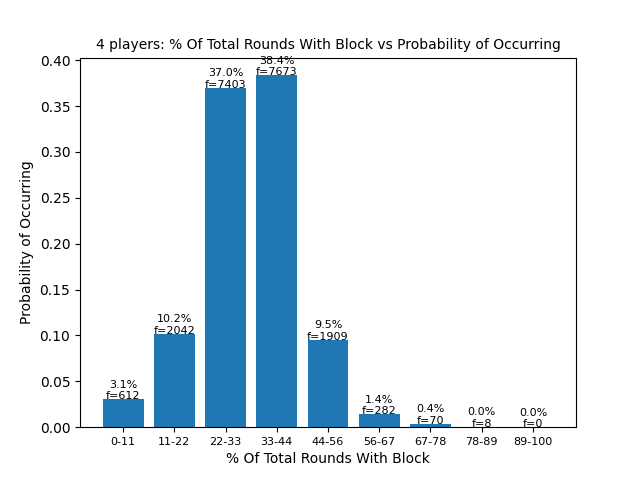 4 players: % Of Total Rounds With Block vs Probability of Occurring
Probability of Occurring
0.40
0.35
0.30
0.25
0.20
0.15
0.10
0.05
0.00
3.1%
f=612
10.2%
f=2042
37.0%
f=7403
38.4%
f=7673
9.5%
f=1909
1.4%
f=282
0.4%
f=70
0.0%
f=8
0.0%
f=0
0-11 11-22 22-33 33-44 44-56 56-67 67-78 78-89 89-100
% Of Total Rounds With Block